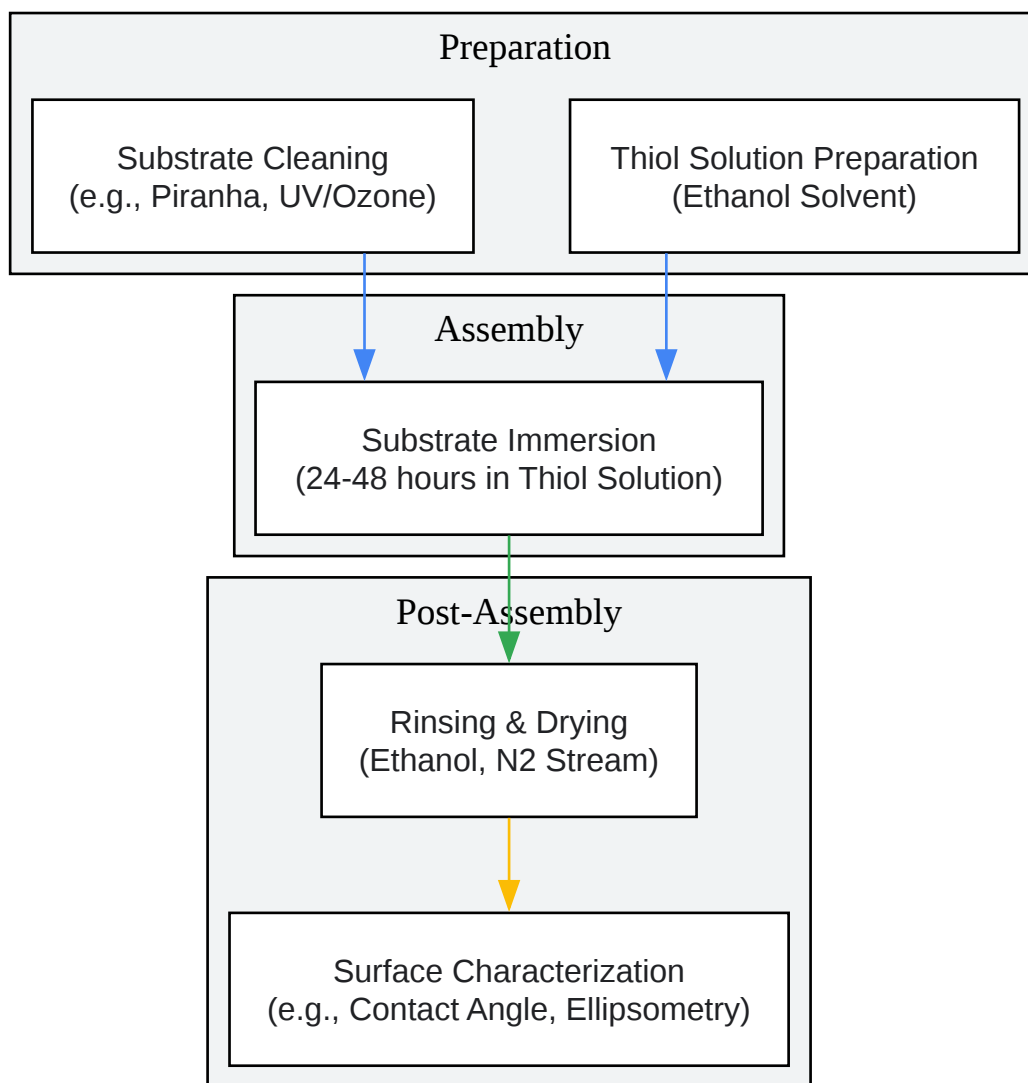 Preparation
Substrate Cleaning
(e.g., Piranha, UV/Ozone)
Thiol Solution Preparation
(Ethanol Solvent)
Assembly
Substrate Immersion
(24-48 hours in Thiol Solution)
Post-Assembly
Rinsing & Drying
(Ethanol, N2 Stream)
Surface Characterization
(e.g., Contact Angle, Ellipsometry)